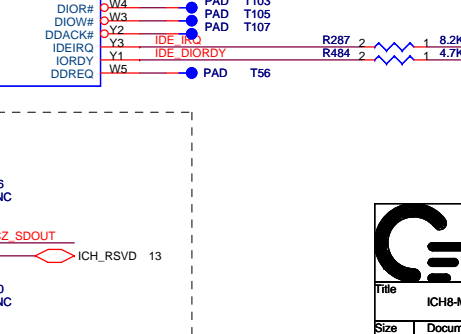 DIOR# W4 PAD T103
DIOW# W3 PAD T105
DDACK# Y2 PAD T107
IDEIRQ Y3 IDE_IRQ R287 2 1 8.2K
IORDY Y1 IDE_DIORDY R484 2 1 4.7K
DDREQ W5 PAD T56
NC
Z_SDOUT
ICH_RSVD 13
NC
Title
ICH8-M
Size Docum